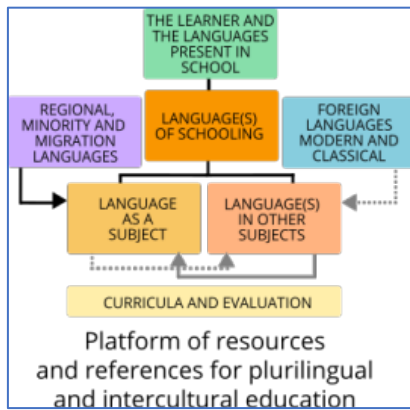 THE LEARNER AND
THE LANGUAGES
PRESENT IN
SCHOOL
REGIONAL,
MINORITY AND
MIGRATION
LANGUAGES
LANGUAGE(S)
OF SCHOOLING
FOREIGN
LANGUAGES
MODERN AND
CLASSICAL
LANGUAGE
AS A
SUBJECT
LANGUAGE(S)
IN OTHER
SUBJECTS
CURRICULA AND EVALUATION
Platform of resources
and references for plurilingual
and intercultural education